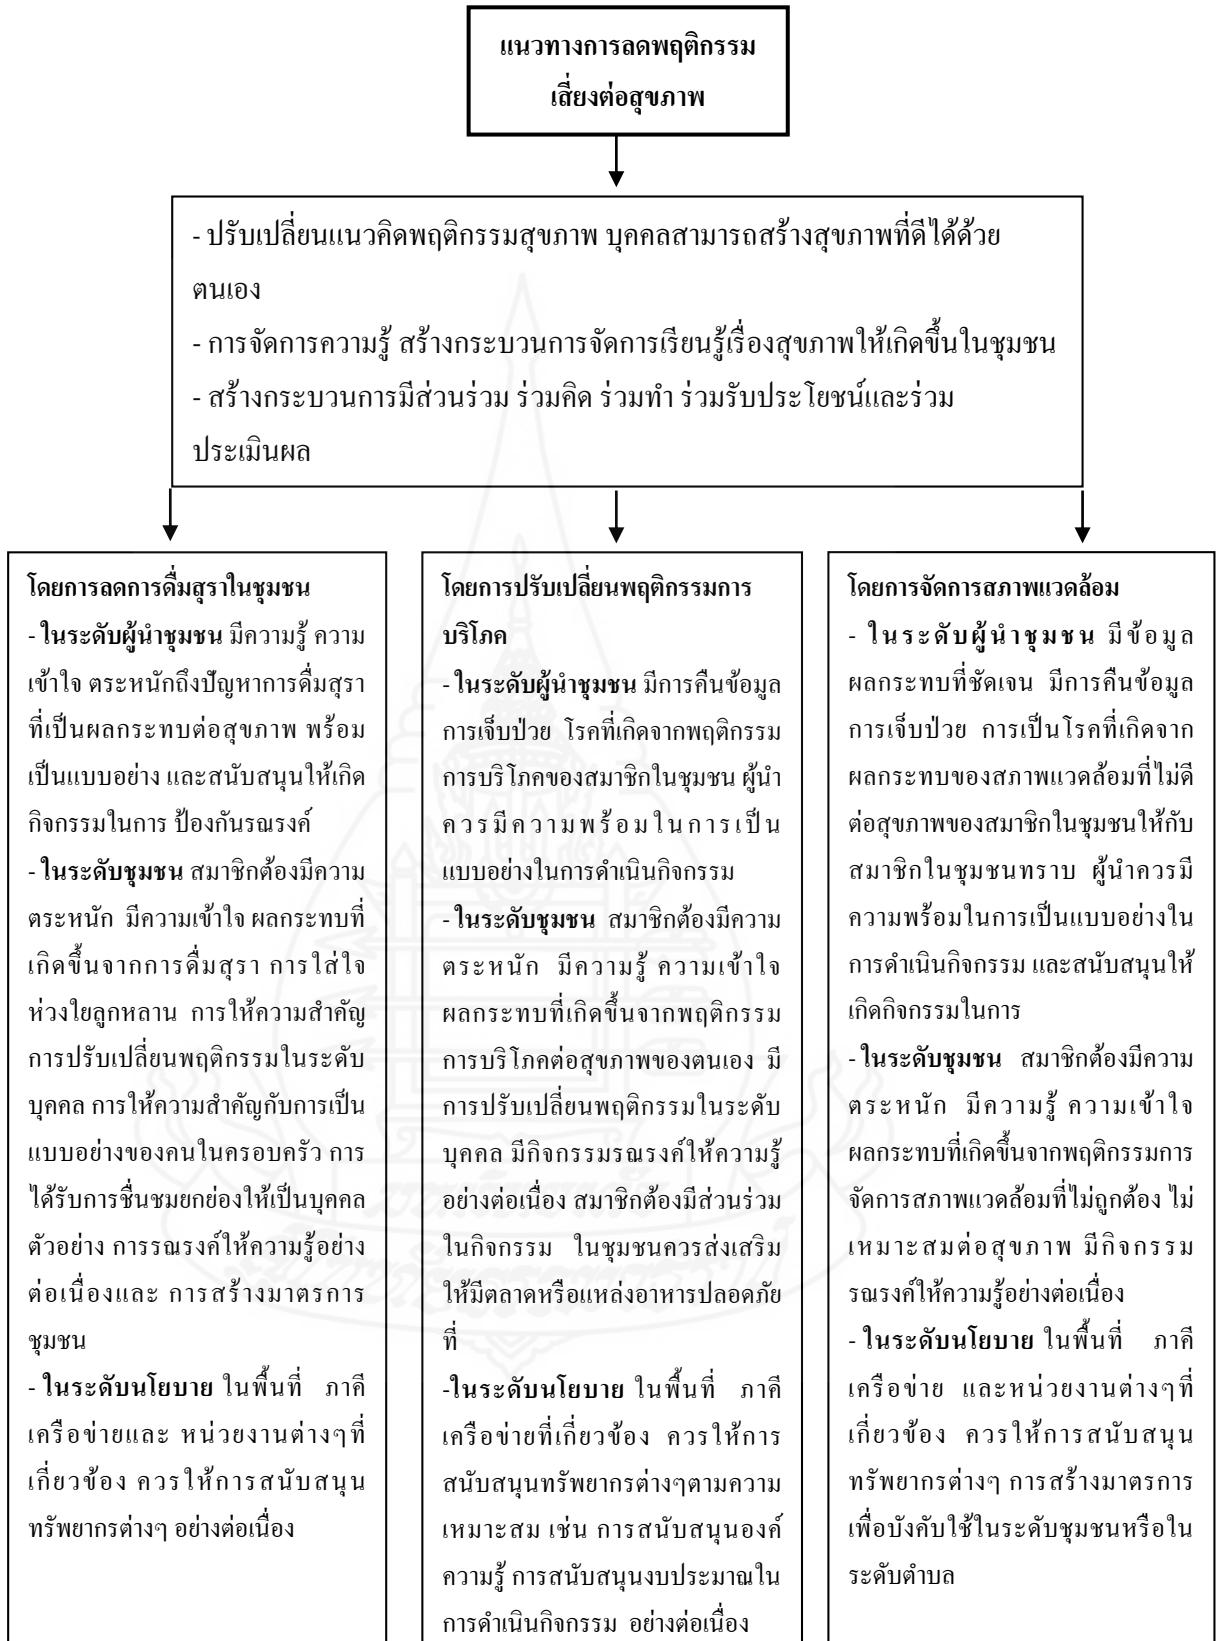 แนวทางการลดพฤติกรรม
เสี่ยงต่อสุขภาพ
- ปรับเปลี่ยนแนวคิดพฤติกรรมสุขภาพ บุคคลสามารถสร้างสุขภาพที่ดีได้ด้วย
ตนเอง
- การจัดการความรู้ สร้างกระบวนการจัดการเรียนรู้เรื่องสุขภาพให้เกิดขึ้นในชุมชน
- สร้างกระบวนการมีส่วนร่วม ร่วมคิด ร่วมทำ ร่วมรับประโยชน์และร่วม
ประเมินผล
โดยการลดการดื่มสุราในชุมชน
- ในระดับผู้นำชุมชน มีความรู้ ความ
เข้าใจ ตระหนักถึงปัญหาการดื่มสุรา
ที่เป็นผลกระทบต่อสุขภาพ พร้อม
เป็นแบบอย่าง และสนับสนุนให้เกิด
กิจกรรมในการ ป้องกันรณรงค์
- ในระดับชุมชน สมาชิกต้องมีความ
ตระหนัก มีความเข้าใจ ผลกระทบที่
เกิดขึ้นจากการดื่มสุรา การใส่ใจ
ห่วงใยลูกหลาน การให้ความสำคัญ
การปรับเปลี่ยนพฤติกรรมในระดับ
บุคคล การให้ความสำคัญกับการเป็น
แบบอย่างของคนในครอบครัว การ
ได้รับการชื่นชมยกย่องให้เป็นบุคคล
ตัวอย่าง การรณรงค์ให้ความรู้อย่าง
ต่อเนื่องและ การสร้างมาตรการ
ชุมชน
- ในระดับนโยบาย ในพื้นที่ ภาคี
เครือข่ายและ หน่วยงานต่างๆที่
เกี่ยวข้อง ควรให้การสนับสนุน
ทรัพยากรต่างๆ อย่างต่อเนื่อง
โดยการปรับเปลี่ยนพฤติกรรมการ
บริโภค
- ในระดับผู้นำชุมชน มีการคืนข้อมูล
การเจ็บป่วย โรคที่เกิดจากพฤติกรรม
การบริโภคของสมาชิกในชุมชน ผู้นำ
ควรมีความพร้อมในการเป็น
แบบอย่างในการดำเนินกิจกรรม
- ในระดับชุมชน สมาชิกต้องมีความ
ตระหนัก มีความรู้ ความเข้าใจ
ผลกระทบที่เกิดขึ้นจากพฤติกรรม
การบริโภคต่อสุขภาพของตนเอง มี
การปรับเปลี่ยนพฤติกรรมในระดับ
บุคคล มีกิจกรรมรณรงค์ให้ความรู้
อย่างต่อเนื่อง สมาชิกต้องมีส่วนร่วม
ในกิจกรรม ในชุมชนควรส่งเสริม
ให้มีตลาดหรือแหล่งอาหารปลอดภัย
ที่
-ในระดับนโยบาย ในพื้นที่ ภาคี
เครือข่ายที่เกี่ยวข้อง ควรให้การ
สนับสนุนทรัพยากรต่างๆตามความ
เหมาะสม เช่น การสนับสนุนองค์
ความรู้ การสนับสนุนงบประมาณใน
การดำเนินกิจกรรม อย่างต่อเนื่อง
โดยการจัดการสภาพแวดล้อม
- ในระดับผู้นำชุมชน มีข้อมูล
ผลกระทบที่ชัดเจน มีการคืนข้อมูล
การเจ็บป่วย การเป็นโรคที่เกิดจาก
ผลกระทบของสภาพแวดล้อมที่ไม่ดี
ต่อสุขภาพของสมาชิกในชุมชนให้กับ
สมาชิกในชุมชนทราบ ผู้นำควรมี
ความพร้อมในการเป็นแบบอย่างใน
การดำเนินกิจกรรม และสนับสนุนให้
เกิดกิจกรรมในการ
- ในระดับชุมชน สมาชิกต้องมีความ
ตระหนัก มีความรู้ ความเข้าใจ
ผลกระทบที่เกิดขึ้นจากพฤติกรรมการ
จัดการสภาพแวดล้อมที่ไม่ถูกต้อง ไม่
เหมาะสมต่อสุขภาพ มีกิจกรรม
รณรงค์ให้ความรู้อย่างต่อเนื่อง
- ในระดับนโยบาย ในพื้นที่ ภาคี
เครือข่าย และหน่วยงานต่างๆที่
เกี่ยวข้อง ควรให้การสนับสนุน
ทรัพยากรต่างๆ การสร้างมาตรการ
เพื่อบังคับใช้ในระดับชุมชนหรือใน
ระดับตำบล